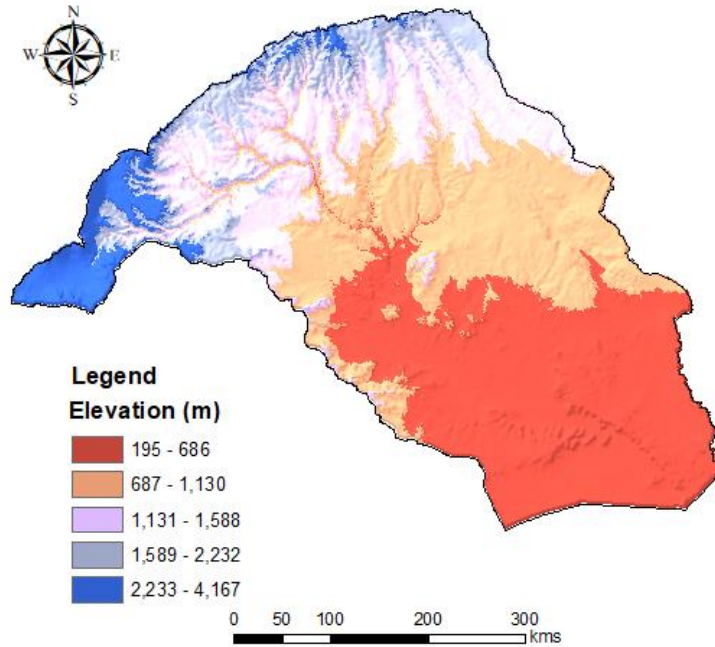 N
W E
S
Legend
Elevation (m)
195 - 686
687 - 1,130
1,131 - 1,588
1,589 - 2,232
2,233 - 4,167
0 50 100 200 300
kms